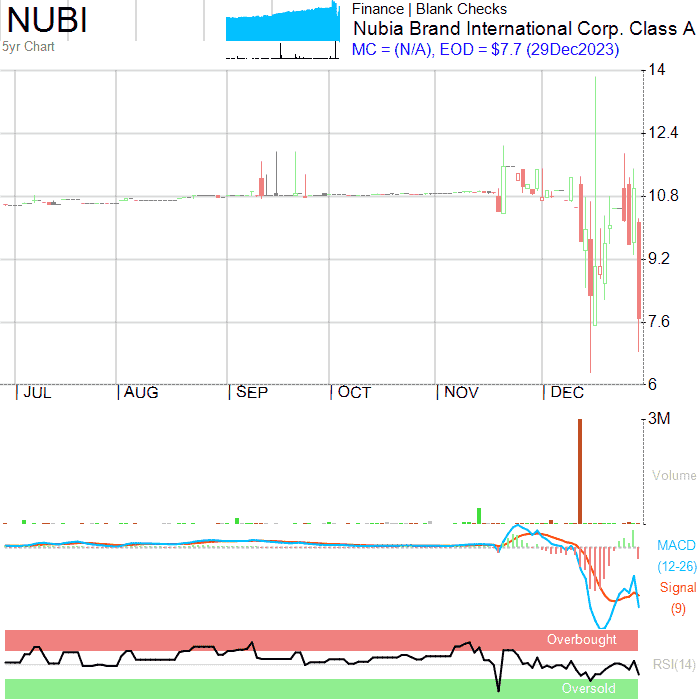 NUBI
5yr Chart
Finance | Blank Checks
Nubia Brand International Corp. Class A
MC = (N/A), EOD = $7.7 (29Dec2023)
14
12.4
10.8
9.2
7.6
6
JUL AUG SEP OCT NOV DEC
3M
Volume
MACD
(12-26)
Signal
(9)
Overbought
RSI(14)
Oversold